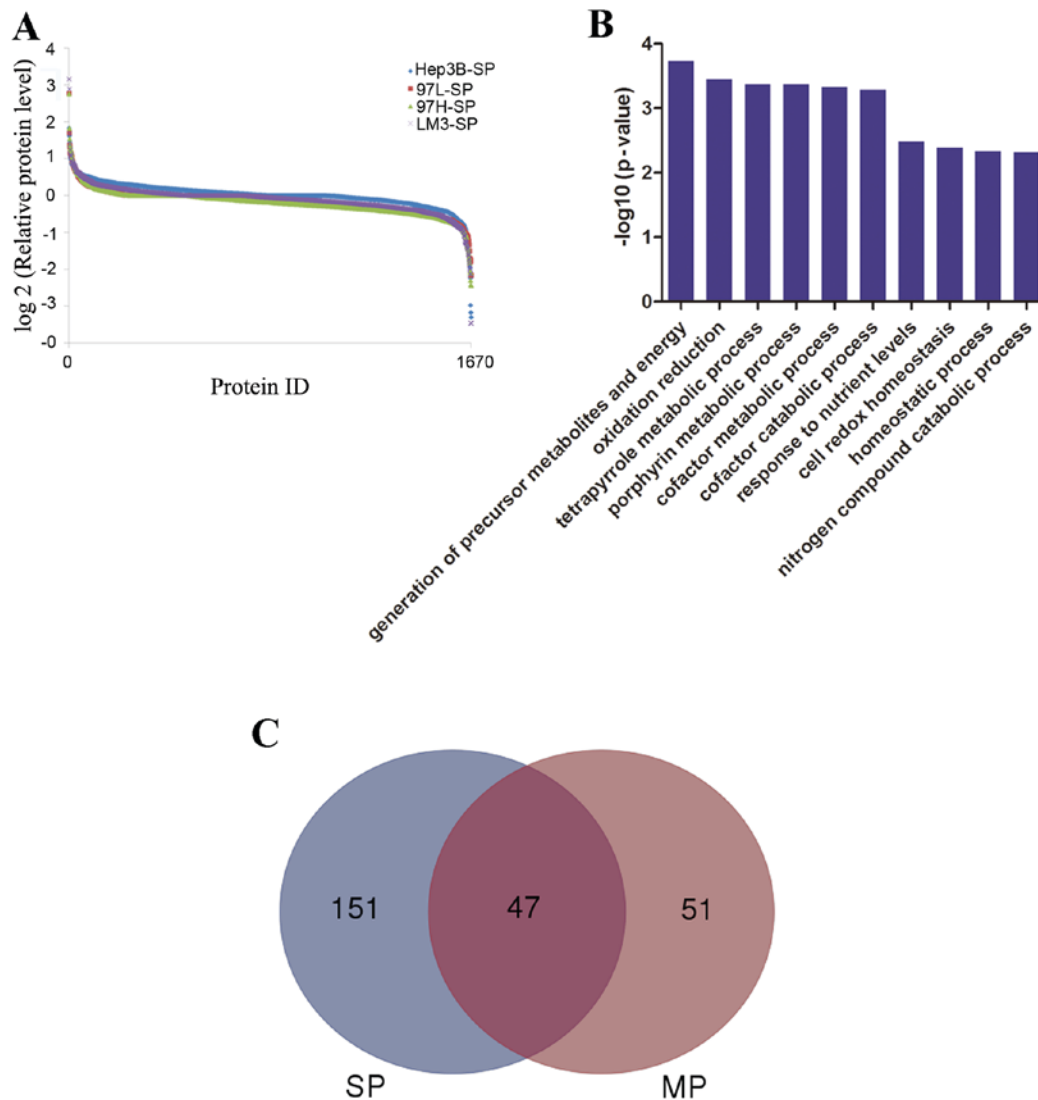 A
4
3
2
1
0
-1
-2
-3
-0
log 2 (Relative protein level)
0
1670
Protein ID
Hep3B-SP
97L-SP
97H-SP
LM3-SP
B
4
3
2
1
0
-log10 (p-value)
generation of precursor metabolites and energy
oxidation reduction
tetapyrrole metabolic process
porphyrin metabolic process
cofactor metabolic process
cofactor catabolic process
response to nutrient levels
cell redox homeostasis
homeostatic process
nitrogen compound catabolic process
C
151
47
51
SP
MP